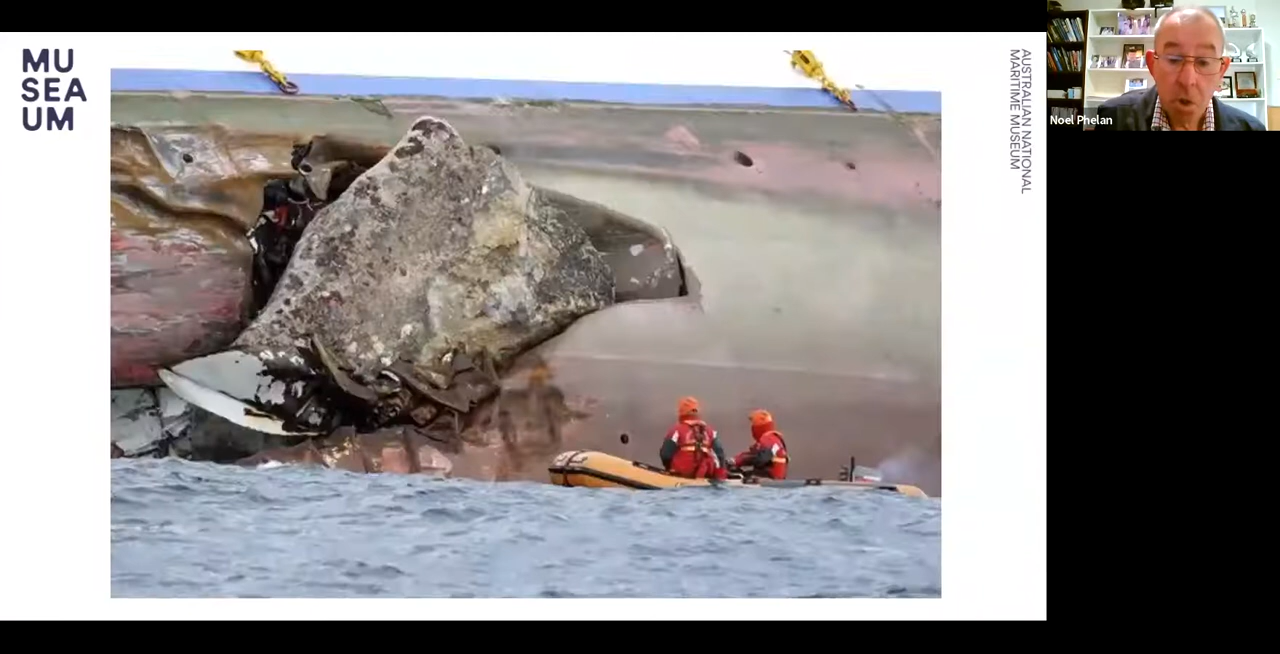 MU
SEA
UM
AUSTRALIAN NATIONAL
MARITIME MUSEUM
Noel Phelan